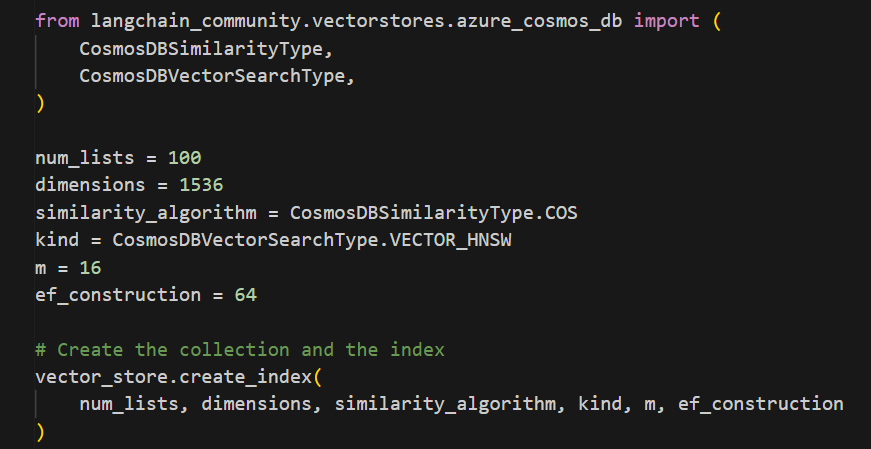 from langchain_community.vectorstores.azure_cosmos_db import (
    CosmosDBSimilarityType,
    CosmosDBVectorSearchType,
)

num_lists = 100
dimensions = 1536
similarity_algorithm = CosmosDBSimilarityType.COS
kind = CosmosDBVectorSearchType.VECTOR_HNSW
m = 16
ef_construction = 64

# Create the collection and the index
vector_store.create_index(
    num_lists, dimensions, similarity_algorithm, kind, m, ef_construction
)